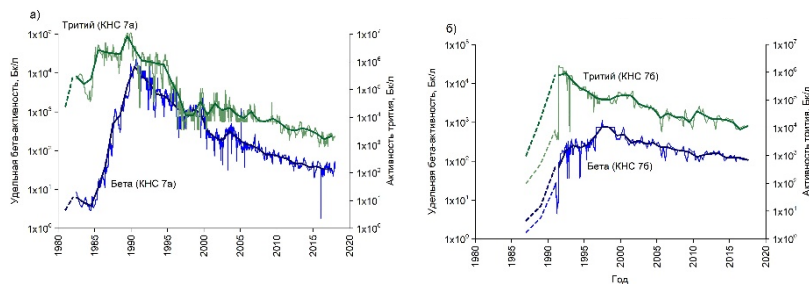 а)
Тритий (КНС 7а)
Бета (КНС 7а)
Удельная бета-активность, Бк/л
1x10⁵
1x10⁴
1x10³
1x10²
1x10¹
1x10⁰
Активность трития, Бк/л
1x10⁷
1x10⁶
1x10⁵
1x10⁴
1x10³
1x10²
1x10¹
1x10⁰
1980
1985
1990
1995
2000
2005
2010
2015
2020
б)
Тритий (КНС 7б)
Бета (КНС 7б)
Удельная бета-активность, Бк/л
1x10⁵
1x10⁴
1x10³
1x10²
1x10¹
1x10⁰
Активность трития, Бк/л
1x10⁷
1x10⁶
1x10⁵
1x10⁴
1x10³
1x10²
1x10¹
1x10⁰
1980
1985
1990
1995
2000
2005
2010
2015
2020
Год